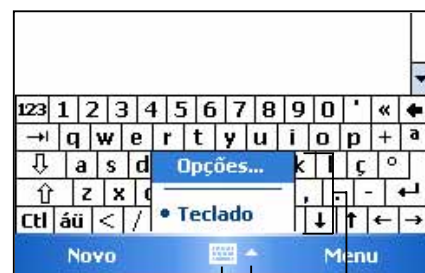 123 1 2 3 4 5 6 7 8 9 0 ' «
q w e r t y u i o p + ª
a s d Opções... k ç º
z x , . -
Ctl áü < / • Teclado
Novo Menu